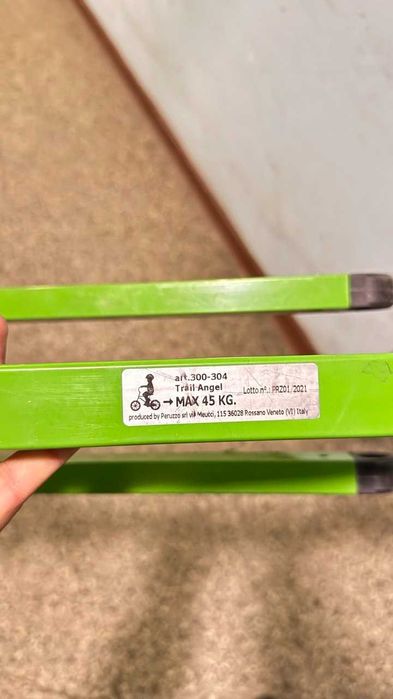 art.300-304
Trail Angel Lotto n°.: PRZ01/2021
→ MAX 45 KG.
produced by Peruzzo srl via Meucci, 115 36028 Rossano Veneto (VI) Italy